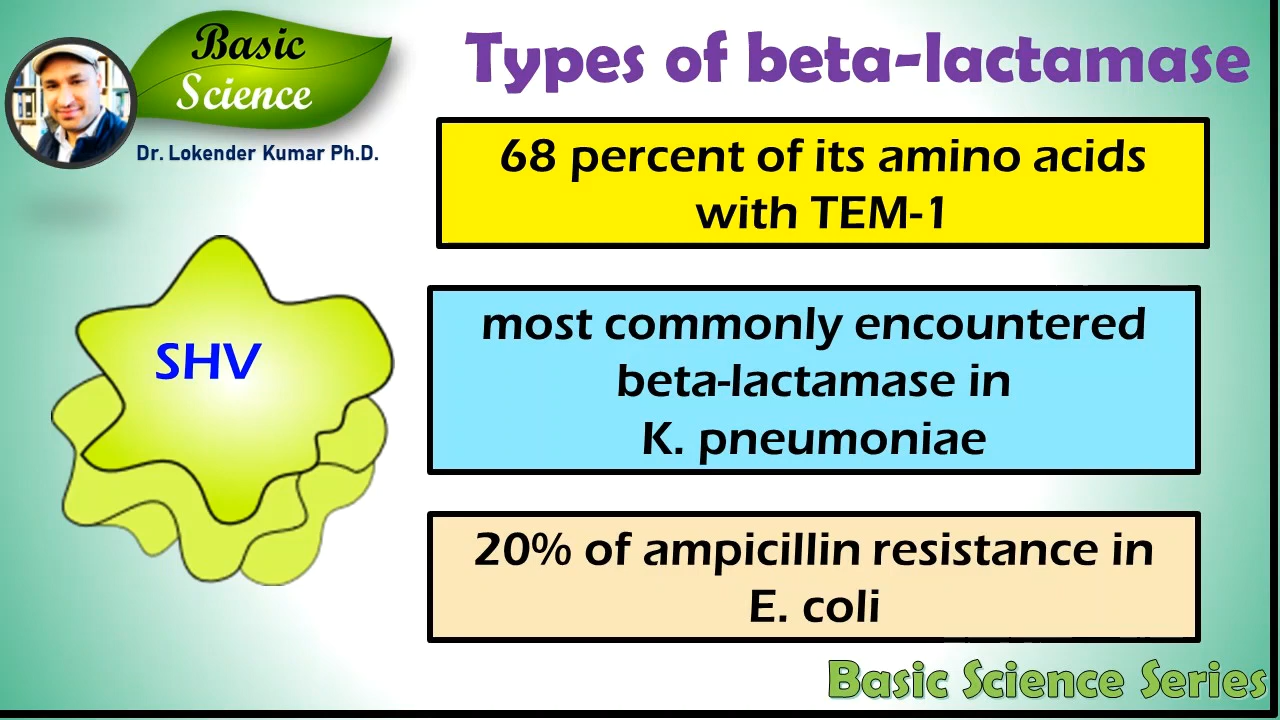 Basic
Science
Dr. Lokender Kumar Ph.D.
Types of beta-lactamase
68 percent of its amino acids
with TEM-1
SHV
most commonly encountered
beta-lactamase in
K. pneumoniae
20% of ampicillin resistance in
E. coli
Basic Science Series